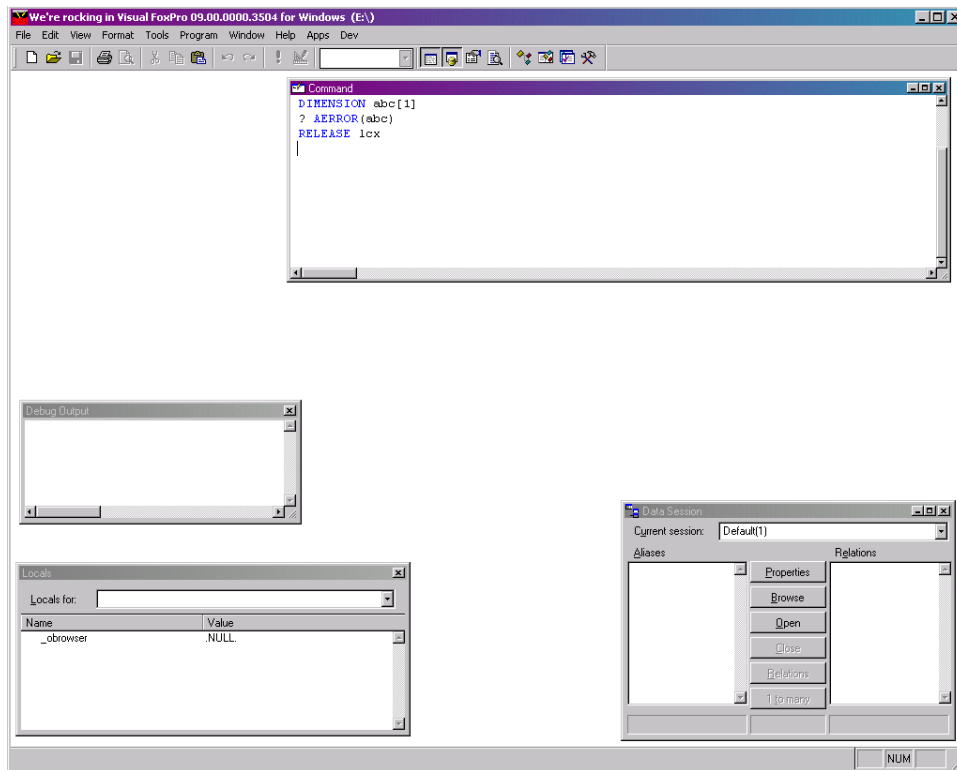 We're rocking in Visual FoxPro 09.00.0000.3504 for Windows (E:\)
File Edit View Format Tools Program Window Help Apps Dev
Command
DIMENSION abc[1]
? AERROR(abc)
RELEASE lcx
Debug Output
Data Session
Current session: Default(1)
Aliases Relations
Properties
Browse
Open
Close
Relations
1 to many
Locals
Locals for:
Name Value
_obrowser .NULL.
NUM